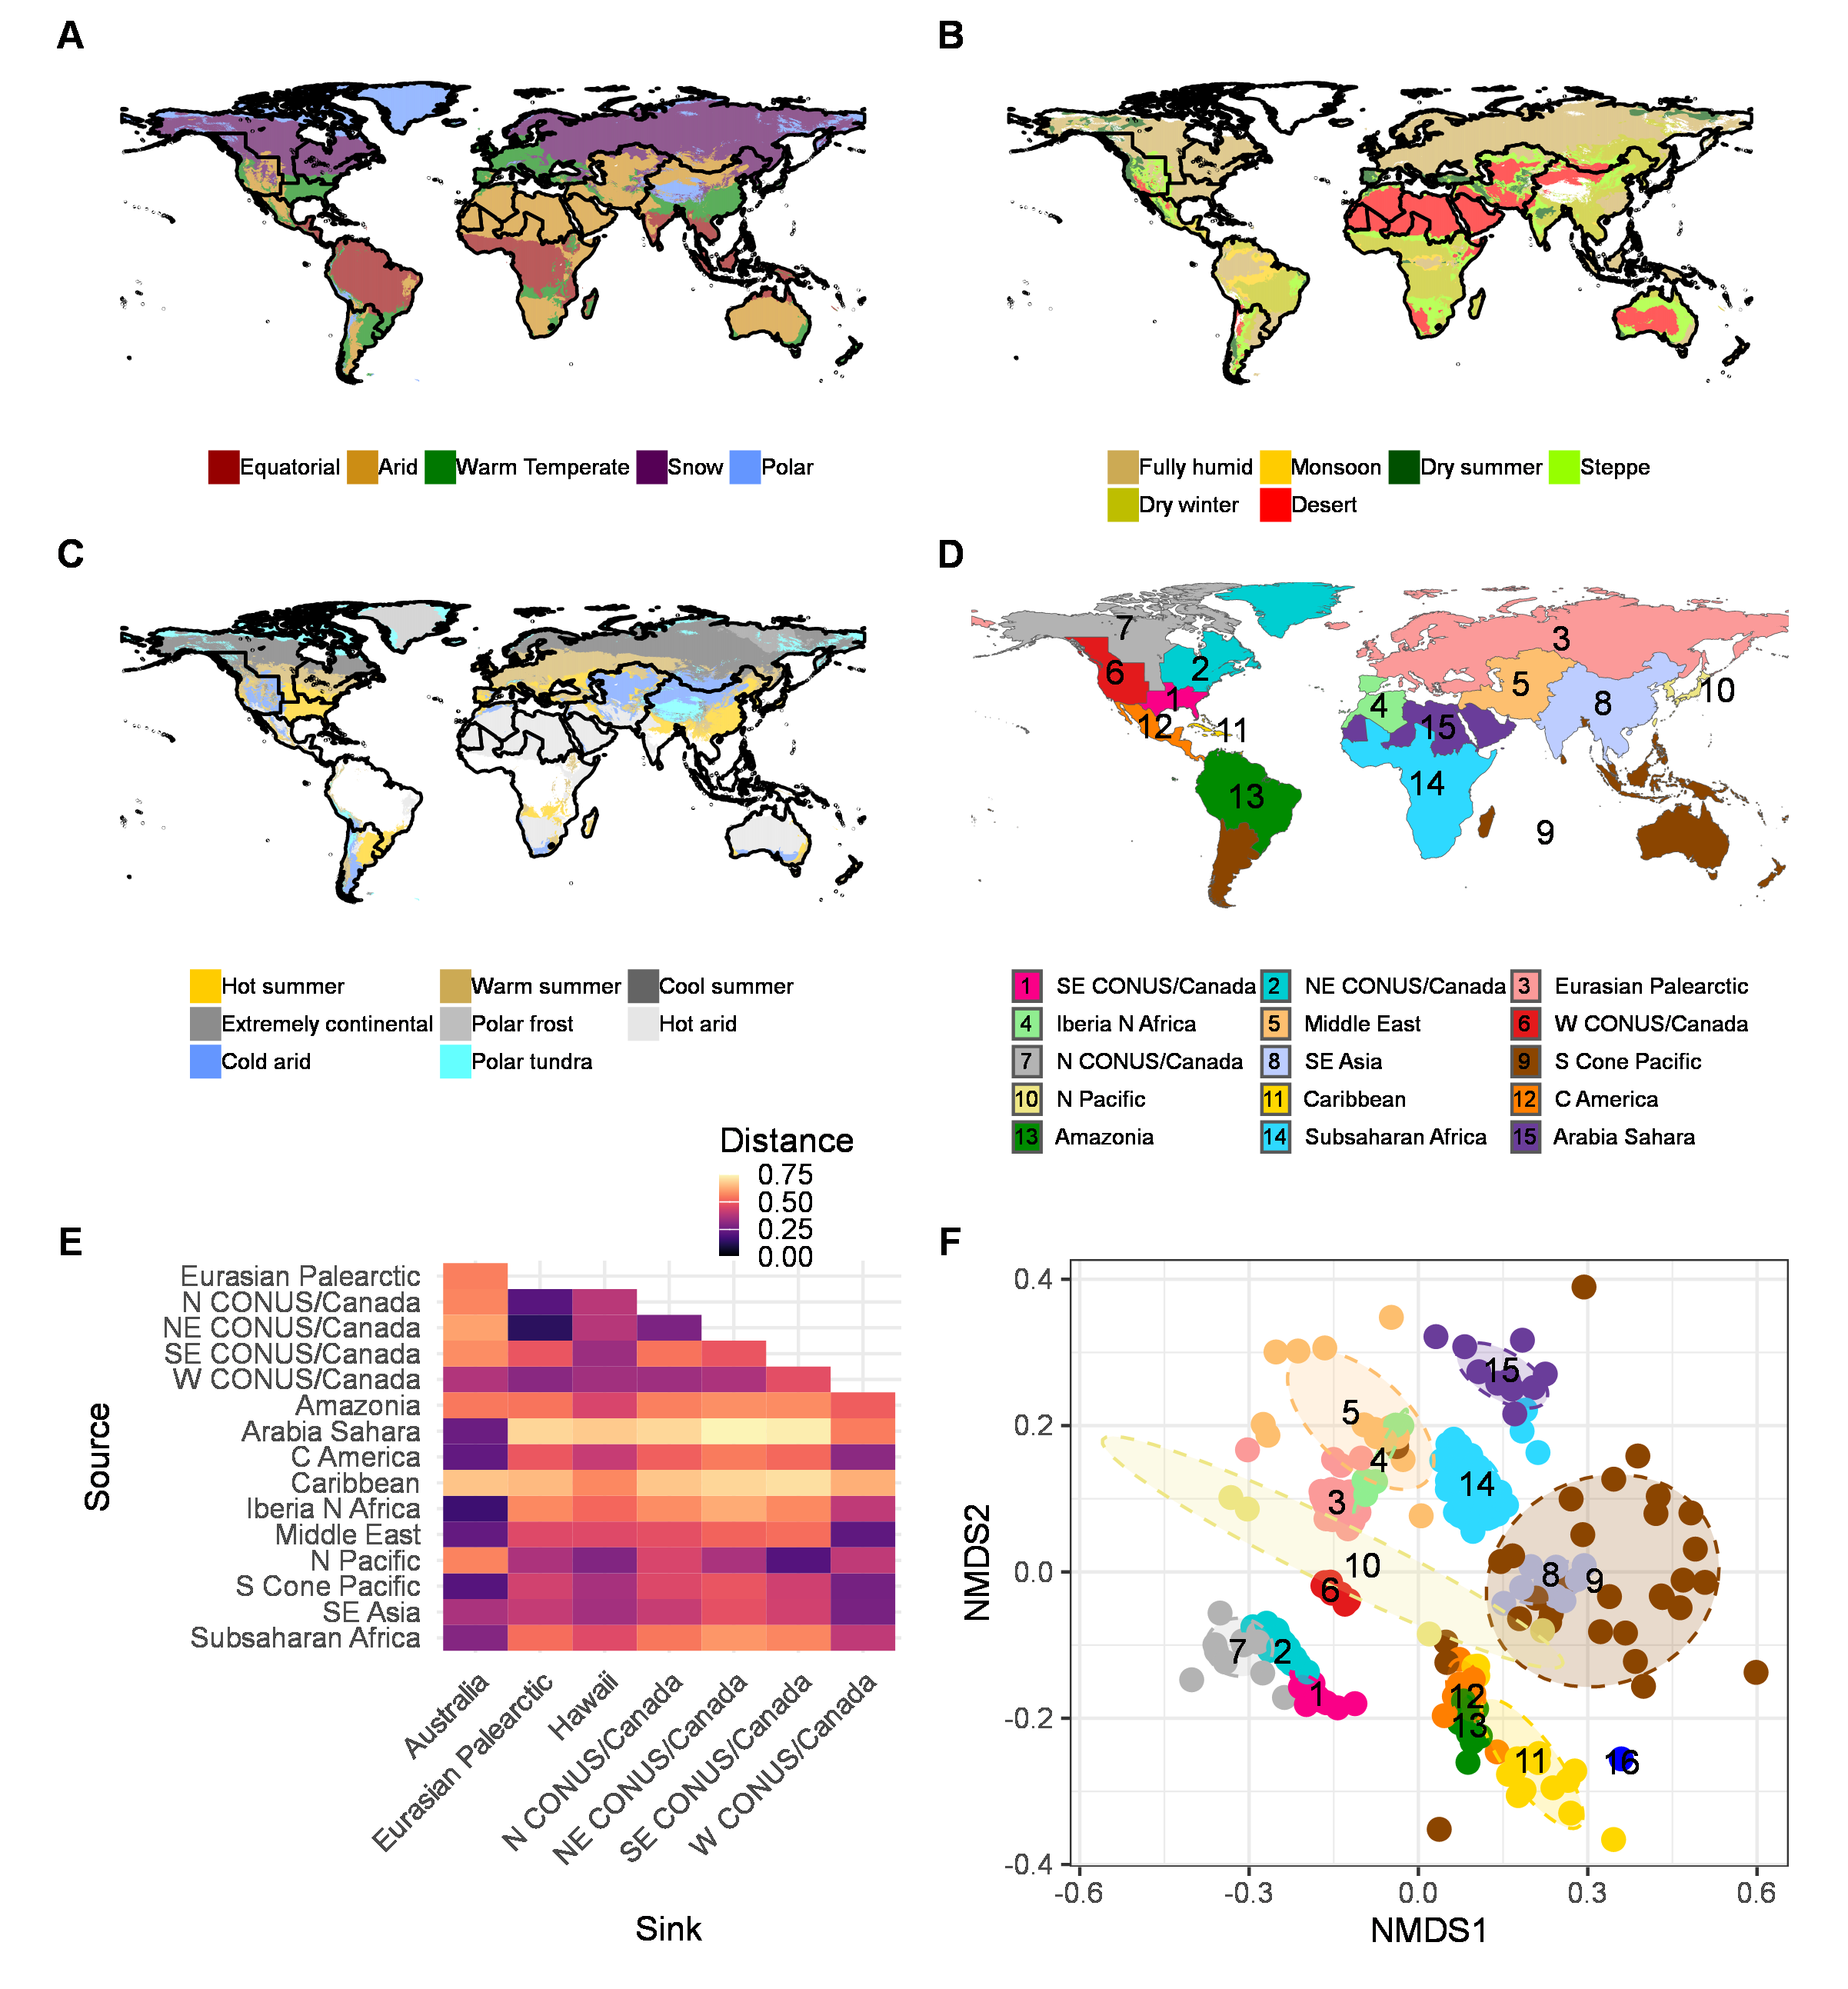 A
B
Equatorial Arid Warm Temperate Snow Polar
Fully humid Monsoon Dry summer Steppe
Dry winter Desert
C
D
7 3
6 2
1 5 8 10
4 15
12 11
14
13
9
Hot summer Warm summer Cool summer
Extremely continental Polar frost Hot arid
Cold arid Polar tundra
1 SE CONUS/Canada 2 NE CONUS/Canada 3 Eurasian Palearctic
4 Iberia N Africa 5 Middle East 6 W CONUS/Canada
7 N CONUS/Canada 8 SE Asia 9 S Cone Pacific
10 N Pacific 11 Caribbean 12 C America
13 Amazonia 14 Subsaharan Africa 15 Arabia Sahara
E
Distance
0.75
0.50
0.25
0.00
Source
Eurasian Palearctic
N CONUS/Canada
NE CONUS/Canada
SE CONUS/Canada
W CONUS/Canada
Amazonia
Arabia Sahara
C America
Caribbean
Iberia N Africa
Middle East
N Pacific
S Cone Pacific
SE Asia
Subsaharan Africa
Australia
Eurasian Palearctic
Hawaii
N CONUS/Canada
NE CONUS/Canada
SE CONUS/Canada
W CONUS/Canada
Sink
F
NMDS2
0.4
0.2
0.0
-0.2
-0.4
15
5
4
14
3
10
8 9
6
7 2
1
12
13
11
16
-0.6 -0.3 0.0 0.3 0.6
NMDS1